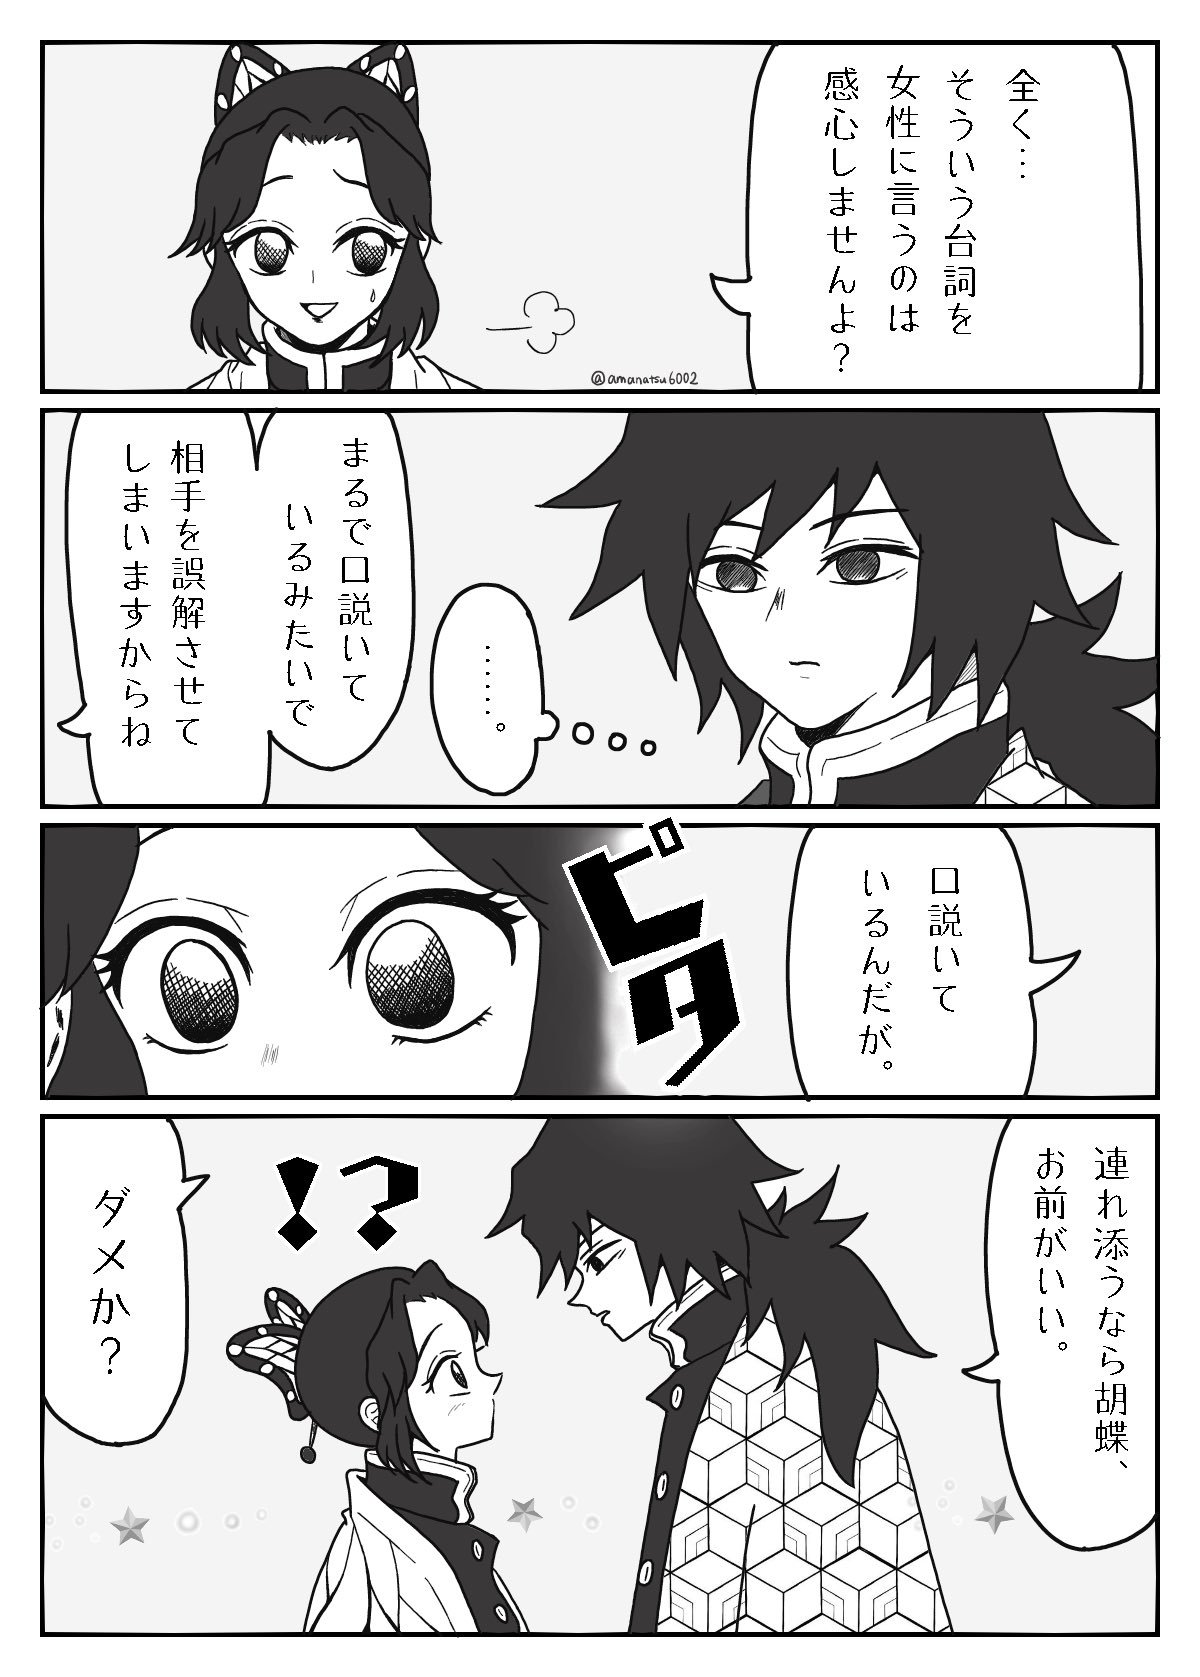 全く…
そういう台詞を
女性に言うのは
感心しませんよ？
@amanatsu6002
まるで口説いて
いるみたいで
相手を誤解させて
しまいますからね
………。
口説いて
いるんだが。
ピタ
連れ添うなら胡蝶、
お前がいい。
!?
ダメか？